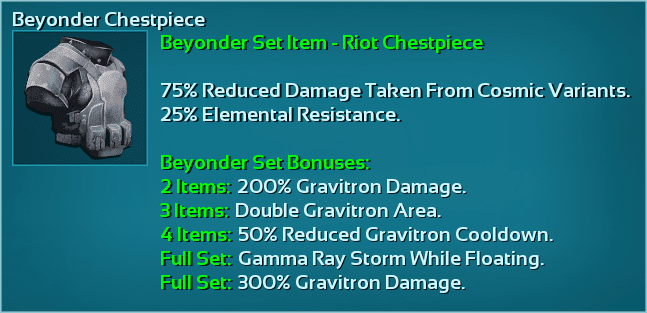 Beyonder Chestpiece
Beyonder Set Item - Riot Chestpiece
75% Reduced Damage Taken From Cosmic Variants.
25% Elemental Resistance.
Beyonder Set Bonuses:
2 Items: 200% Gravitron Damage.
3 Items: Double Gravitron Area.
4 Items: 50% Reduced Gravitron Cooldown.
Full Set: Gamma Ray Storm While Floating.
Full Set: 300% Gravitron Damage.